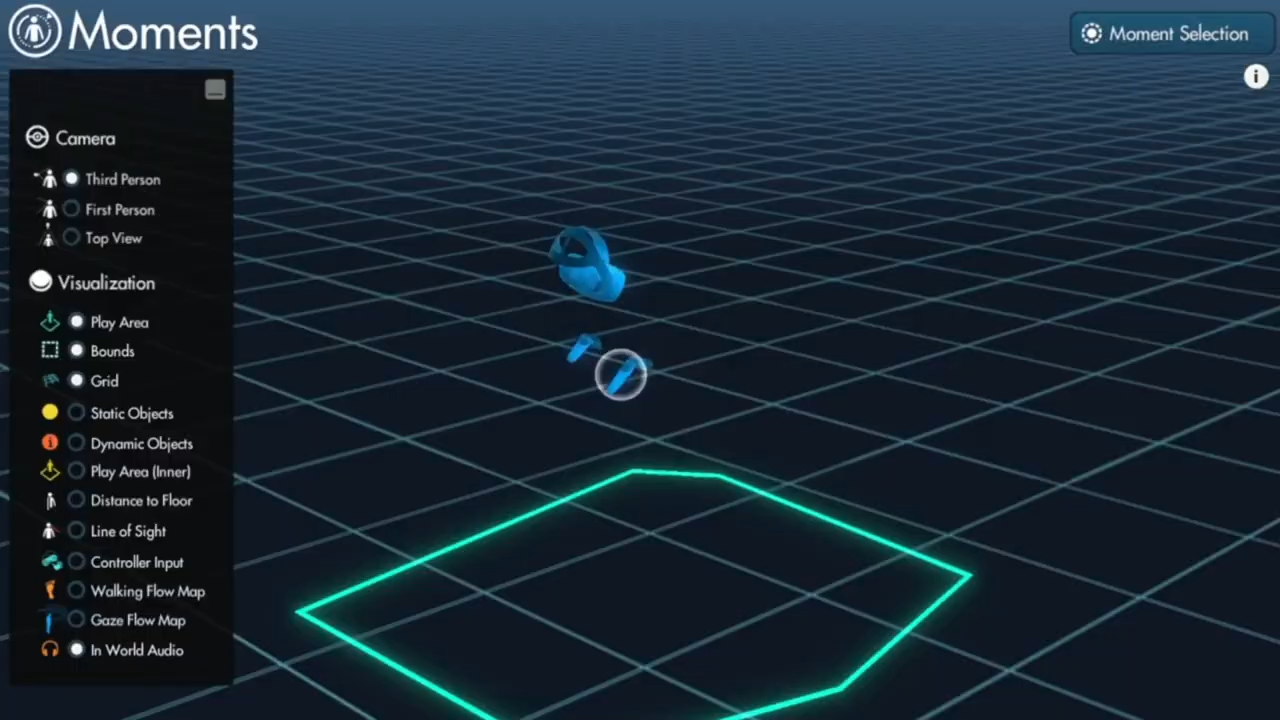 Moments
Moment Selection
i
Camera
Third Person
First Person
Top View
Visualization
Play Area
Bounds
Grid
Static Objects
Dynamic Objects
Play Area (Inner)
Distance to Floor
Line of Sight
Controller Input
Walking Flow Map
Gaze Flow Map
In World Audio